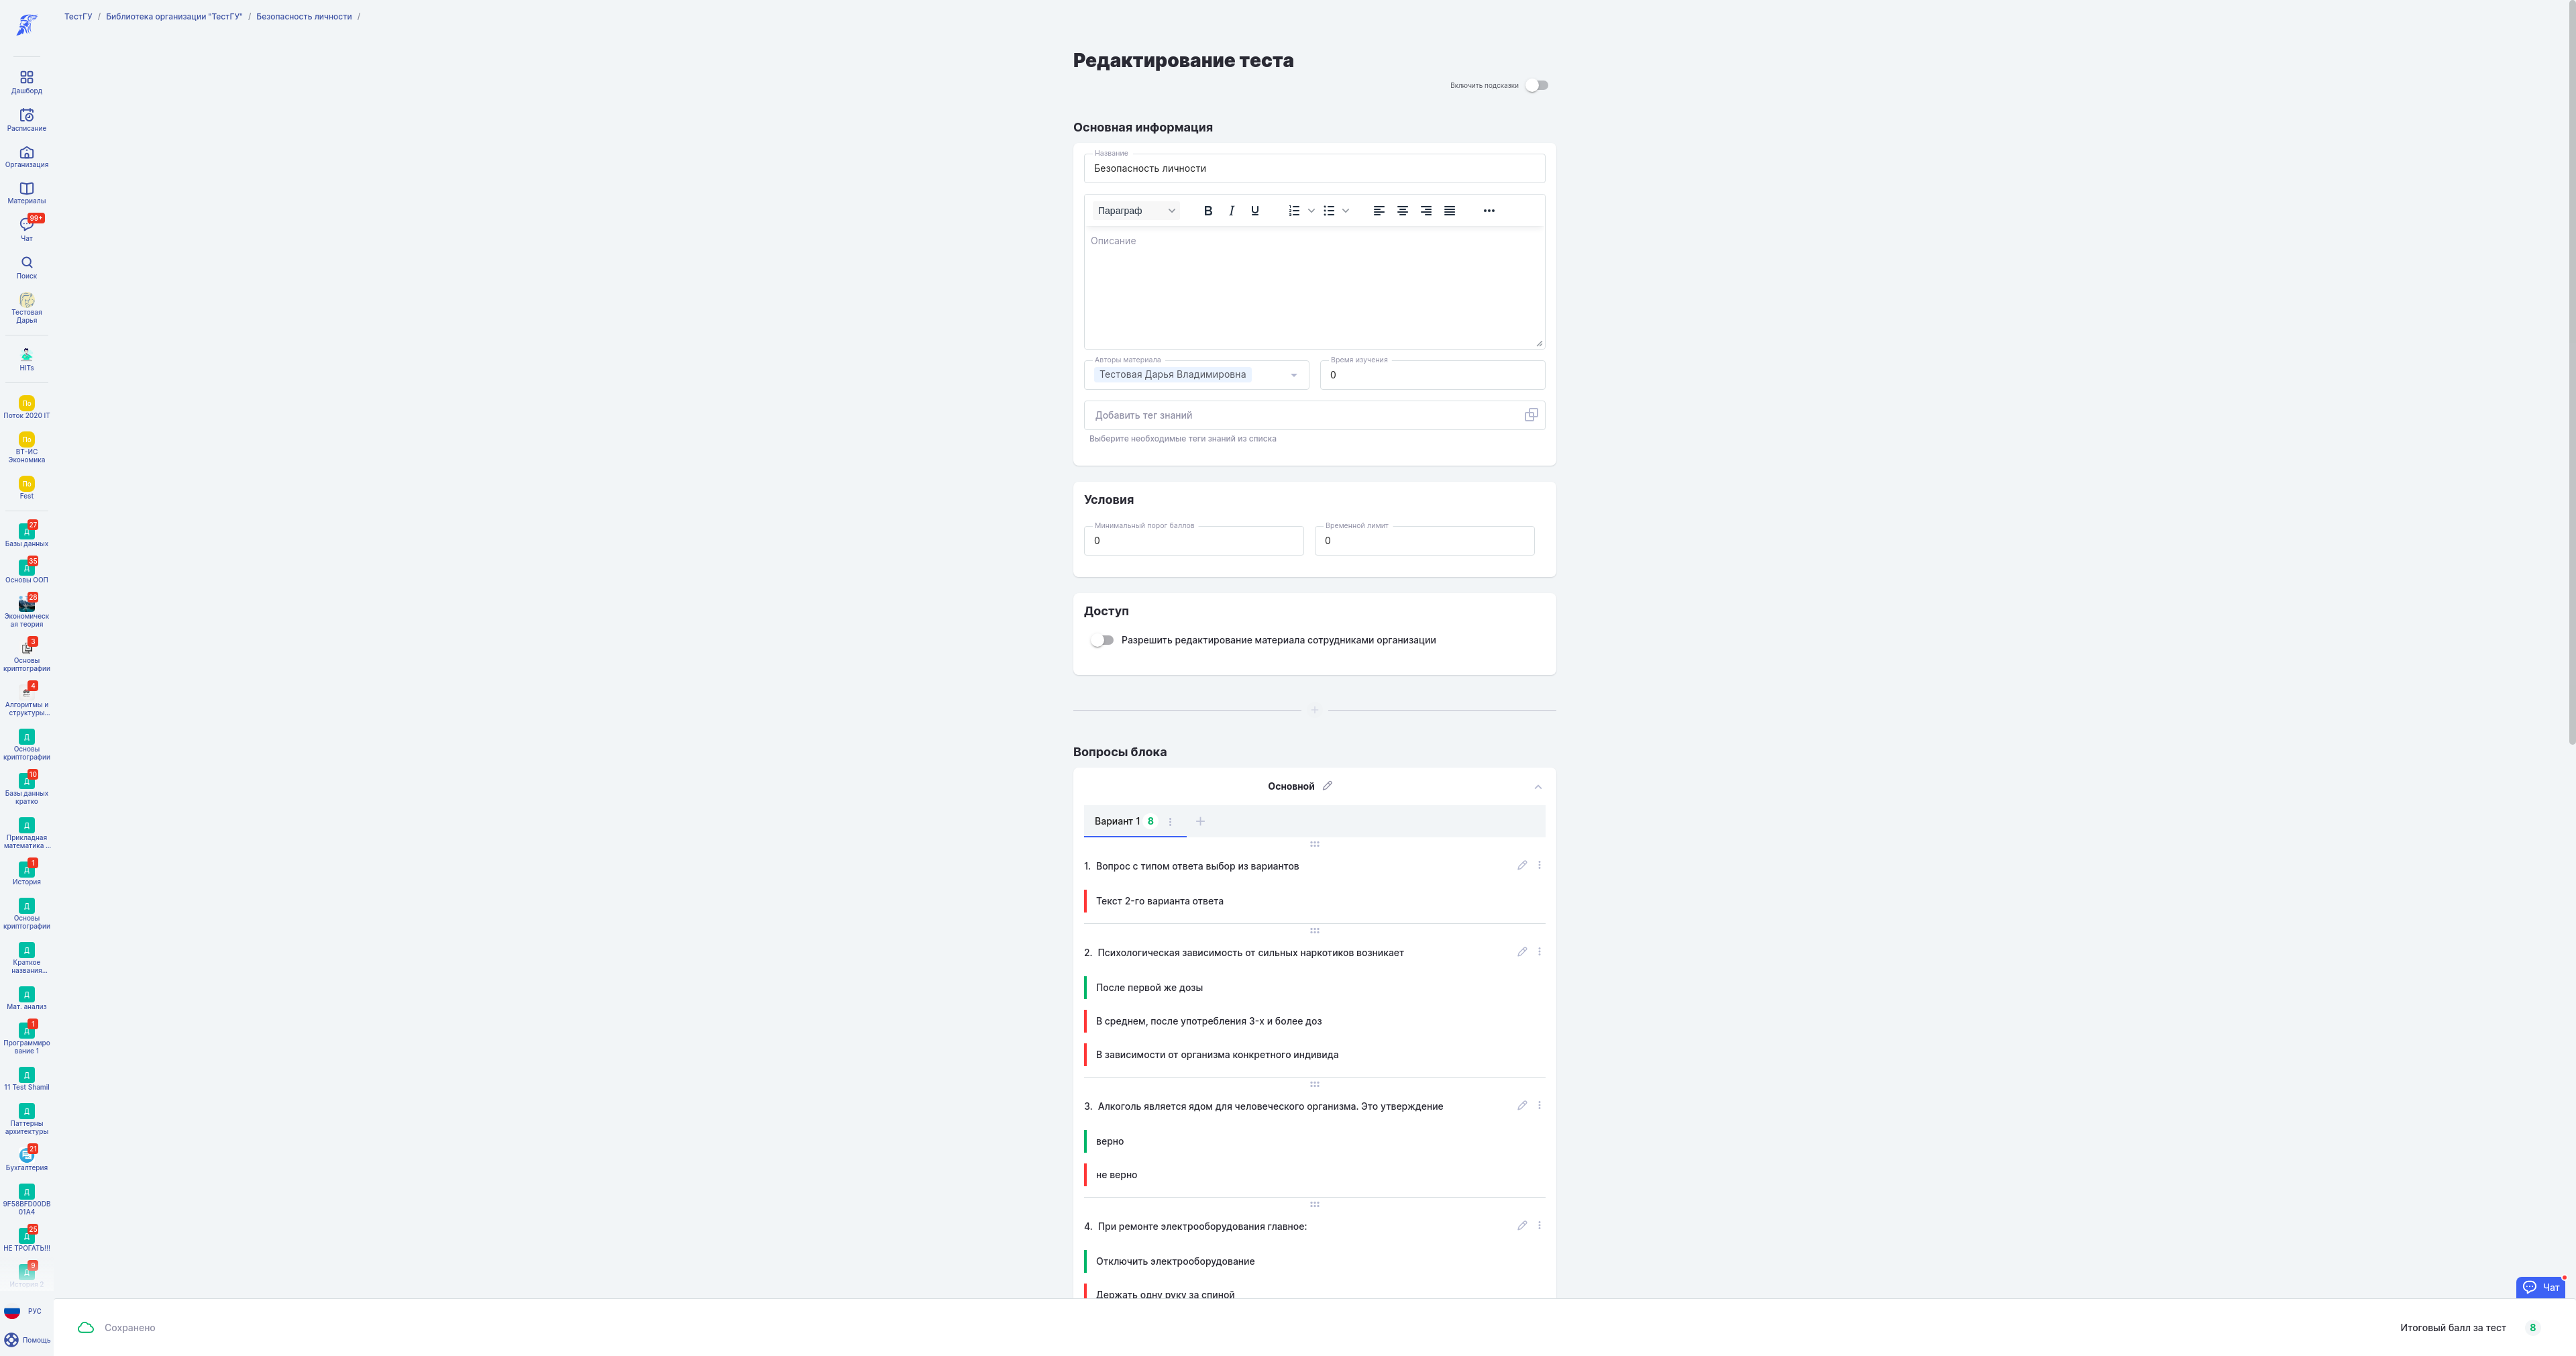 ТестГУ / Библиотека организации "ТестГУ" / Безопасность личности /
Дашборд
Расписание
Организация
Материалы
99+
Чат
Поиск
Тестовая
Дарья
HITs
По
Поток 2020 IT
По
ВТ-ИС
Экономика
По
Fest
27
Д
Базы данных
35
Д
Основы ООП
28
Экономическ
ая теория
3
Основы
криптографии
4
Алгоритмы и
структуры...
Д
Основы
криптографии
10
Д
Базы данных
кратко
Д
Прикладная
математика ...
1
Д
История
Д
Основы
криптографии
Д
Краткое
названия...
Д
Мат. анализ
1
Д
Программиро
вание 1
Д
11 Test Shamil
Д
Паттерны
архитектуры
21
Бухгалтерия
Д
9F58BFD00DB
01A4
25
Д
НЕ ТРОГАТЬ!!!
9
Д
История 2
РУС
Помощь
Редактирование теста
Включить подсказки
Основная информация
Название
Безопасность личности
Параграф
Описание
Авторы материала
Тестовая Дарья Владимировна
Время изучения
0
Добавить тег знаний
Выберите необходимые теги знаний из списка
Условия
Минимальный порог баллов
0
Временной лимит
0
Доступ
Разрешить редактирование материала сотрудниками организации
Вопросы блока
Основной
Вариант 1 8
1. Вопрос с типом ответа выбор из вариантов
Текст 2-го варианта ответа
2. Психологическая зависимость от сильных наркотиков возникает
После первой же дозы
В среднем, после употребления 3-х и более доз
В зависимости от организма конкретного индивида
3. Алкоголь является ядом для человеческого организма. Это утверждение
верно
не верно
4. При ремонте электрооборудования главное:
Отключить электрооборудование
Держать одну руку за спиной
Чат
Сохранено
Итоговый балл за тест 8